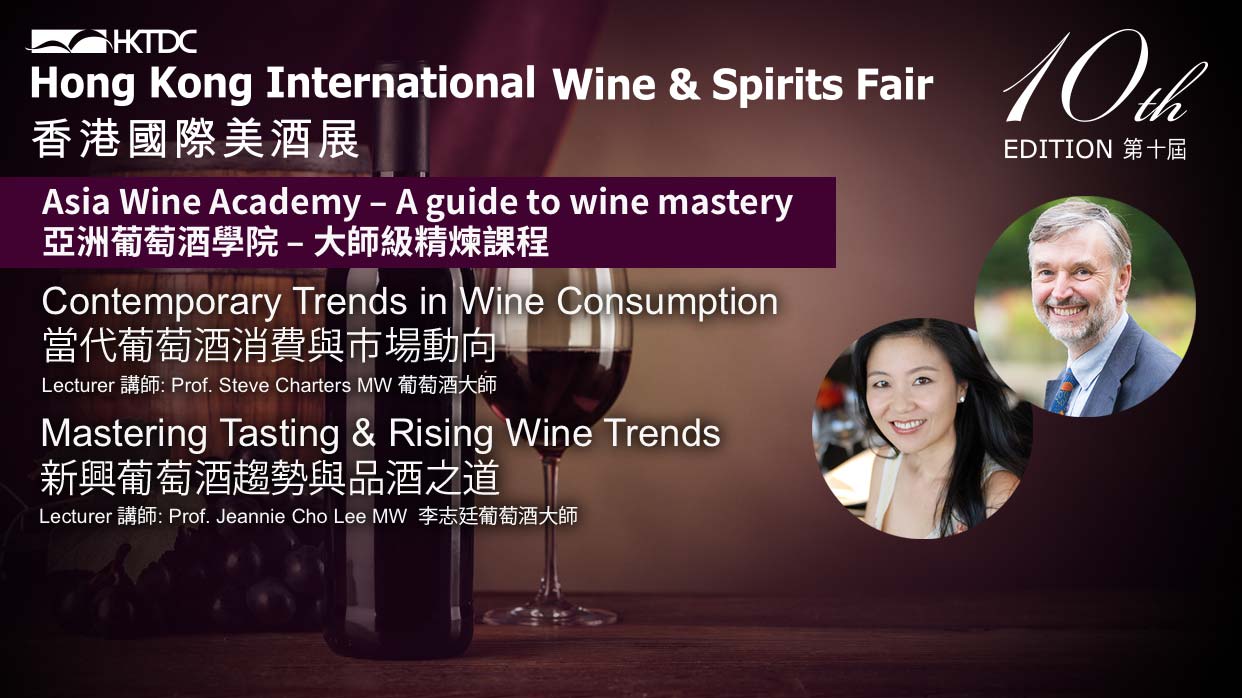 HKTDC
Hong Kong International Wine & Spirits Fair
香港國際美酒展
10th
EDITION 第十屆
Asia Wine Academy – A guide to wine mastery
亞洲葡萄酒學院 – 大師級精煉課程
Contemporary Trends in Wine Consumption
當代葡萄酒消費與市場動向
Lecturer 講師: Prof. Steve Charters MW 葡萄酒大師
Mastering Tasting & Rising Wine Trends
新興葡萄酒趨勢與品酒之道
Lecturer 講師: Prof. Jeannie Cho Lee MW 李志廷葡萄酒大師